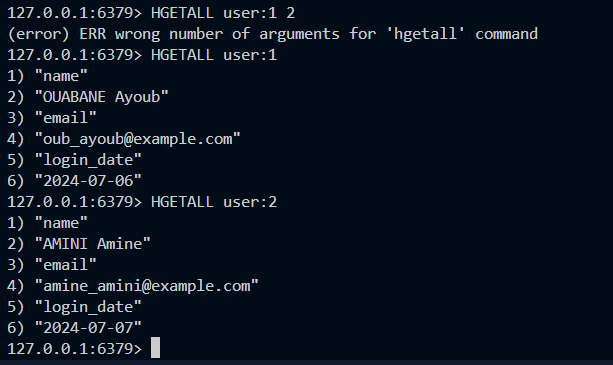 127.0.0.1:6379> HGETALL user:1 2
(error) ERR wrong number of arguments for 'hgetall' command
127.0.0.1:6379> HGETALL user:1
1) "name"
2) "OUABANE Ayoub"
3) "email"
4) "oub_ayoub@example.com"
5) "login_date"
6) "2024-07-06"
127.0.0.1:6379> HGETALL user:2
1) "name"
2) "AMINI Amine"
3) "email"
4) "amine_amini@example.com"
5) "login_date"
6) "2024-07-07"
127.0.0.1:6379>